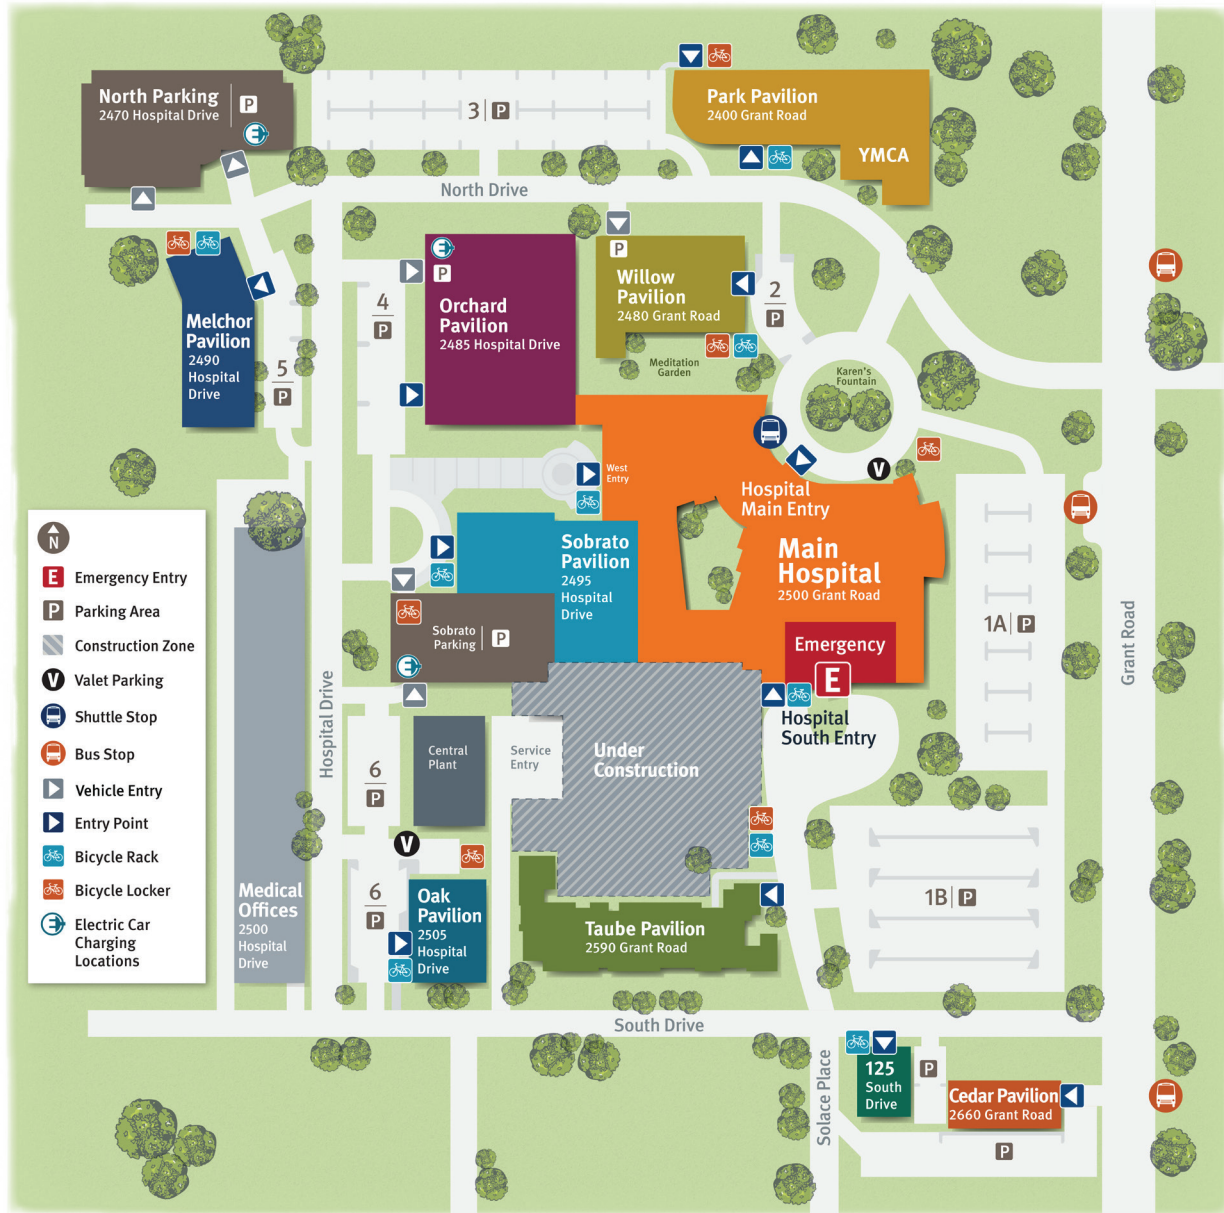 North Parking
2470 Hospital Drive
P
E
3
P
Park Pavilion
2400 Grant Road
YMCA
North Drive
E
P
Orchard
Pavilion
2485 Hospital Drive
P
Willow
Pavilion
2480 Grant Road
2
P
4
P
Melchor
Pavilion
2490
Hospital
Drive
5
P
Meditation
Garden
Karen's
Fountain
West
Entry
V
Hospital
Main Entry
Main
Hospital
2500 Grant Road
Sobrato
Pavilion
2495
Hospital
Drive
Sobrato
Parking
P
E
Emergency
E
1A
P
Grant Road
Hospital
South Entry
Hospital Drive
Central
Plant
Service
Entry
Under
Construction
6
P
V
6
P
Medical
Offices
2500
Hospital
Drive
Oak
Pavilion
2505
Hospital
Drive
Taube Pavilion
2590 Grant Road
1B
P
South Drive
Solace Place
125
South
Drive
P
Cedar Pavilion
2660 Grant Road
P
N
E Emergency Entry
P Parking Area
Construction Zone
V Valet Parking
Shuttle Stop
Bus Stop
Vehicle Entry
Entry Point
Bicycle Rack
Bicycle Locker
E Electric Car
Charging
Locations